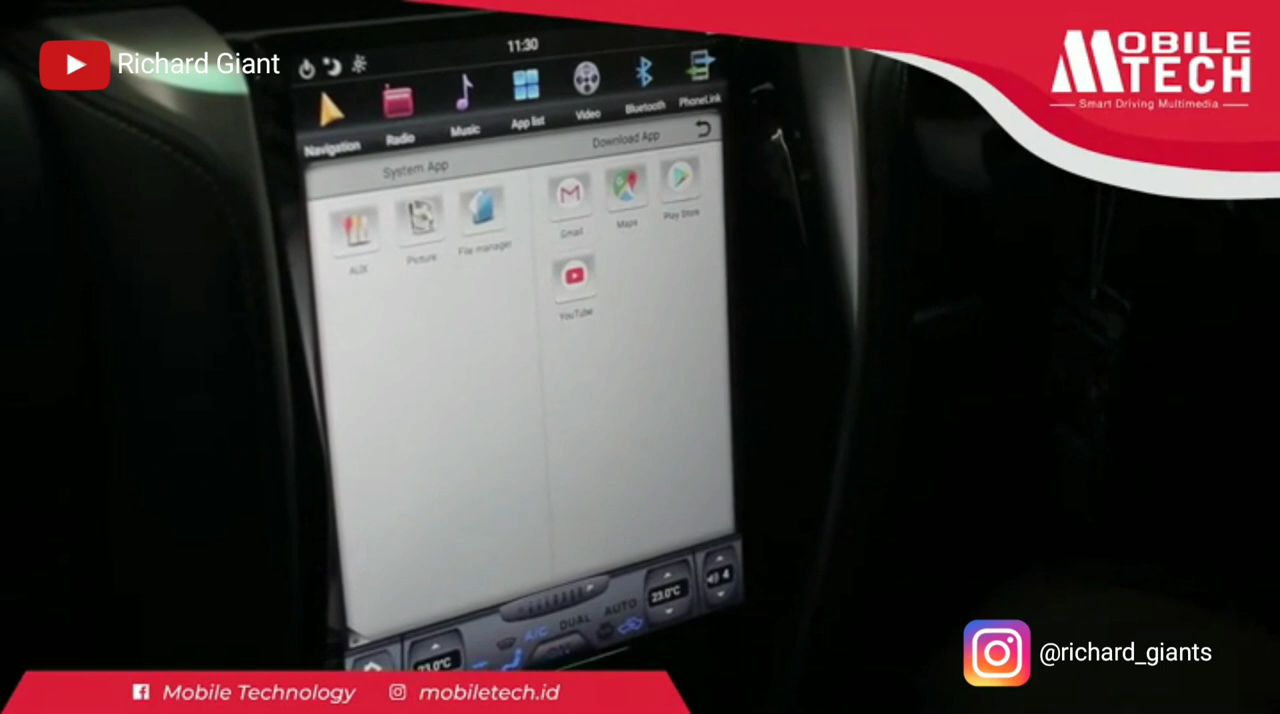 Richard Giant
11:30
MOBILE
TECH
Smart Driving Multimedia
Navigation
Radio
Music
App list
Video
Bluetooth
PhoneLink
System App
Download App
AUX
Picture
File manager
Gmail
Maps
Play Store
YouTube
23.0°C
A/C
DUAL
AUTO
23.0°C
4
Mobile Technology
mobiletech.id
@richard_giants